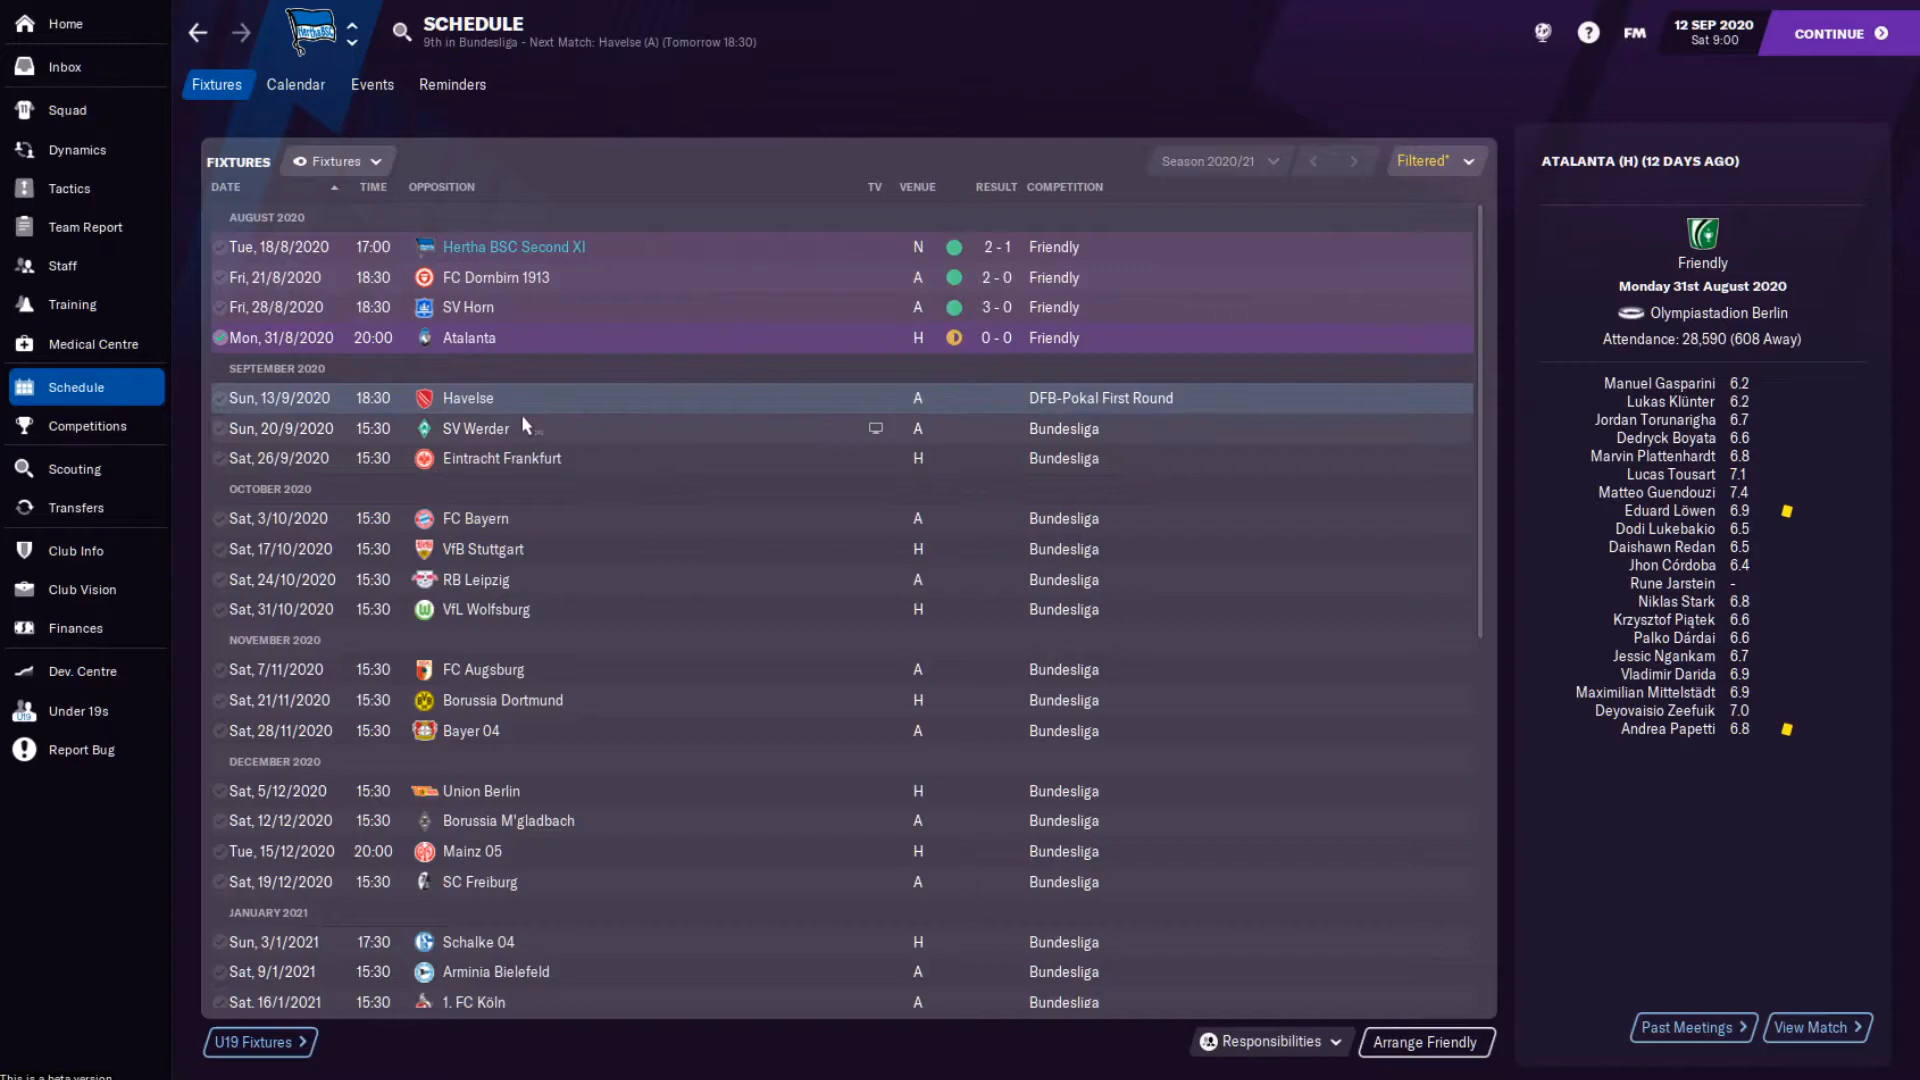 Home
Inbox
Squad
Dynamics
Tactics
Team Report
Staff
Training
Medical Centre
Schedule
Competitions
Scouting
Transfers
Club Info
Club Vision
Finances
Dev. Centre
Under 19s
Report Bug
This is a beta version
Hertha BSC
SCHEDULE
9th in Bundesliga - Next Match: Havelse (A) (Tomorrow 18:30)
FM
12 SEP 2020
Sat 9:00
CONTINUE
Fixtures Calendar Events Reminders
FIXTURES Fixtures Season 2020/21 Filtered*
DATE TIME OPPOSITION TV VENUE RESULT COMPETITION
AUGUST 2020
Tue, 18/8/2020 17:00 Hertha BSC Second XI N 2 - 1 Friendly
Fri, 21/8/2020 18:30 FC Dornbirn 1913 A 2 - 0 Friendly
Fri, 28/8/2020 18:30 SV Horn A 3 - 0 Friendly
Mon, 31/8/2020 20:00 Atalanta H 0 - 0 Friendly
SEPTEMBER 2020
Sun, 13/9/2020 18:30 Havelse A DFB-Pokal First Round
Sun, 20/9/2020 15:30 SV Werder A Bundesliga
Sat, 26/9/2020 15:30 Eintracht Frankfurt H Bundesliga
OCTOBER 2020
Sat, 3/10/2020 15:30 FC Bayern A Bundesliga
Sat, 17/10/2020 15:30 VfB Stuttgart H Bundesliga
Sat, 24/10/2020 15:30 RB Leipzig A Bundesliga
Sat, 31/10/2020 15:30 VfL Wolfsburg H Bundesliga
NOVEMBER 2020
Sat, 7/11/2020 15:30 FC Augsburg A Bundesliga
Sat, 21/11/2020 15:30 Borussia Dortmund H Bundesliga
Sat, 28/11/2020 15:30 Bayer 04 A Bundesliga
DECEMBER 2020
Sat, 5/12/2020 15:30 Union Berlin H Bundesliga
Sat, 12/12/2020 15:30 Borussia M'gladbach A Bundesliga
Tue, 15/12/2020 20:00 Mainz 05 H Bundesliga
Sat, 19/12/2020 15:30 SC Freiburg A Bundesliga
JANUARY 2021
Sun, 3/1/2021 17:30 Schalke 04 H Bundesliga
Sat, 9/1/2021 15:30 Arminia Bielefeld A Bundesliga
Sat, 16/1/2021 15:30 1. FC Köln A Bundesliga
U19 Fixtures
Responsibilities
Arrange Friendly
ATALANTA (H) (12 DAYS AGO)
Friendly
Monday 31st August 2020
Olympiastadion Berlin
Attendance: 28,590 (608 Away)
Manuel Gasparini 6.2
Lukas Klünter 6.2
Jordan Torunarigha 6.7
Dedryck Boyata 6.6
Marvin Plattenhardt 6.8
Lucas Tousart 7.1
Matteo Guendouzi 7.4
Eduard Löwen 6.9
Dodi Lukebakio 6.5
Daishawn Redan 6.5
Jhon Córdoba 6.4
Rune Jarstein -
Niklas Stark 6.8
Krzysztof Piątek 6.6
Palko Dárdai 6.6
Jessic Ngankam 6.7
Vladimir Darida 6.9
Maximilian Mittelstädt 6.9
Deyovaisio Zeefuik 7.0
Andrea Papetti 6.8
Past Meetings
View Match